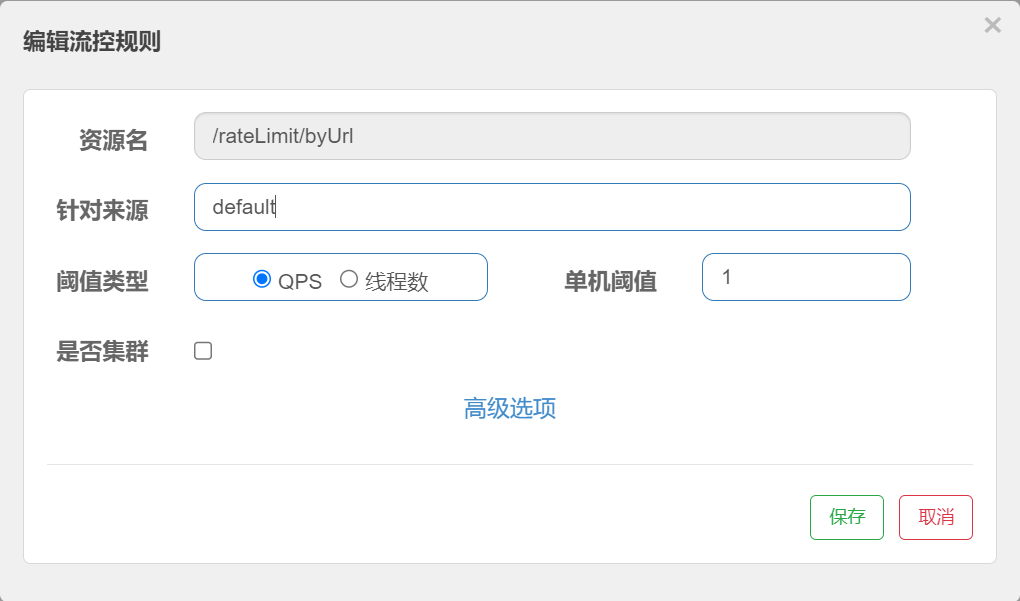 编辑流控规则
×
资源名 /rateLimit/byUrl
针对来源 default
阈值类型 QPS 线程数 单机阈值 1
是否集群
高级选项
保存 取消